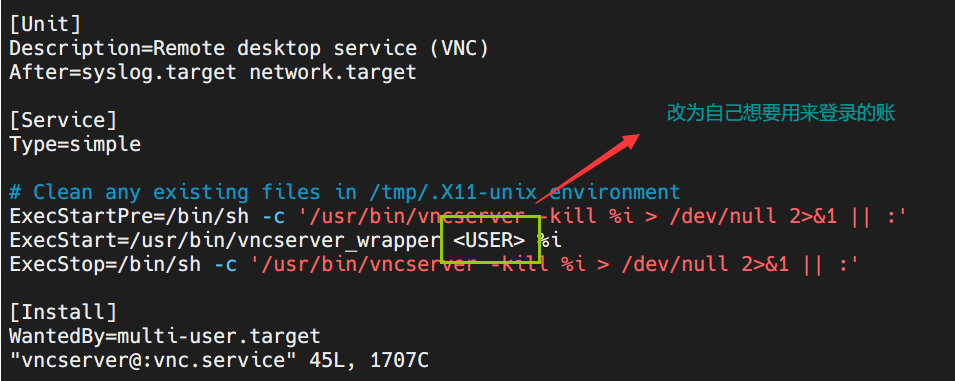 [Unit]
Description=Remote desktop service (VNC)
After=syslog.target network.target
[Service]
改为自己想要用来登录的账
Type=simple
# Clean any existing files in /tmp/.X11-unix environment
ExecStartPre=/bin/sh -c '/usr/bin/vncserver -kill %i > /dev/null 2>&1 || :'
ExecStart=/usr/bin/vncserver_wrapper <USER> %i
ExecStop=/bin/sh -c '/usr/bin/vncserver -kill %i > /dev/null 2>&1 || :'
[Install]
WantedBy=multi-user.target
"vncserver@:vnc.service" 45L, 1707C